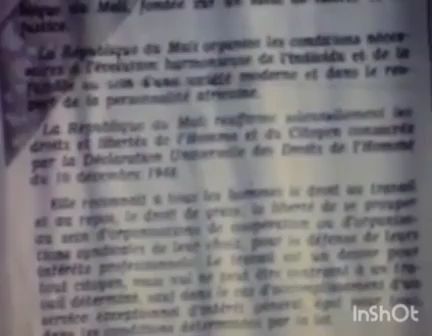 du Mali, fondée sur un
justice.
La République du Mali organise les conditions néces-
saires à l'évolution harmonieuse de l'individu et de la
famille au sein d'une société moderne et dans le res-
pect de la personnalité africaine.
La République du Mali réaffirme solennellement les
droits et libertés de l'Homme et du Citoyen consacrés
par la Déclaration Universelle des Droits de l'Homme
du 10 décembre 1948.
Elle reconnaît à tous les hommes le droit au travail
et au repos, le droit de grève, la liberté de se grouper
au sein d'organisations de coopération ou d'organisa-
tions syndicales de leur choix, pour la défense de leurs
intérêts professionnels. Le travail est un devoir pour
tout citoyen, mais nul ne peut être contraint à un tra-
vail déterminé, sauf dans le cas d'accomplissement d'un
service exceptionnel d'intérêt général, égal pour
dans les conditions déterminées par la loi.
InShOt